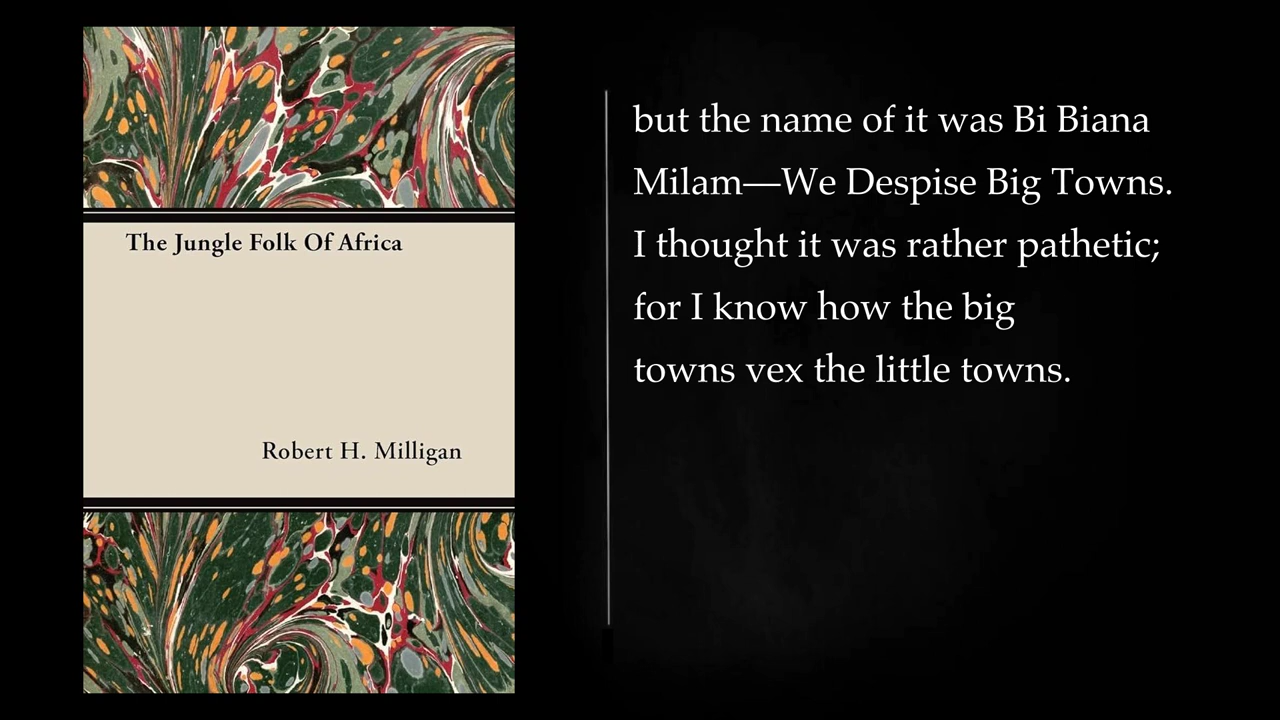 The Jungle Folk Of Africa
Robert H. Milligan
but the name of it was Bi Biana
Milam—We Despise Big Towns.
I thought it was rather pathetic;
for I know how the big
towns vex the little towns.